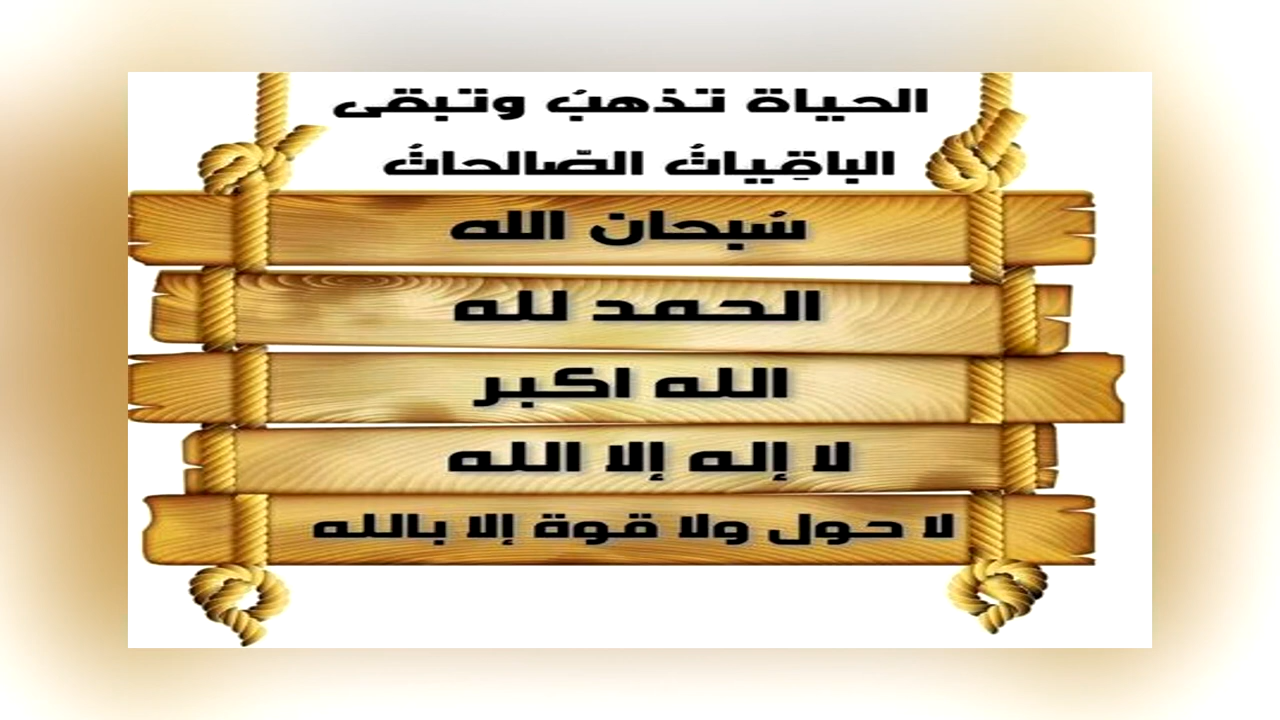 الحياة تذهبُ وتبقى
الباقِياتُ الصّالحاتُ
سُبحان الله
الحمد لله
الله اكبر
لا إله إلا الله
لا حول ولا قوة إلا بالله